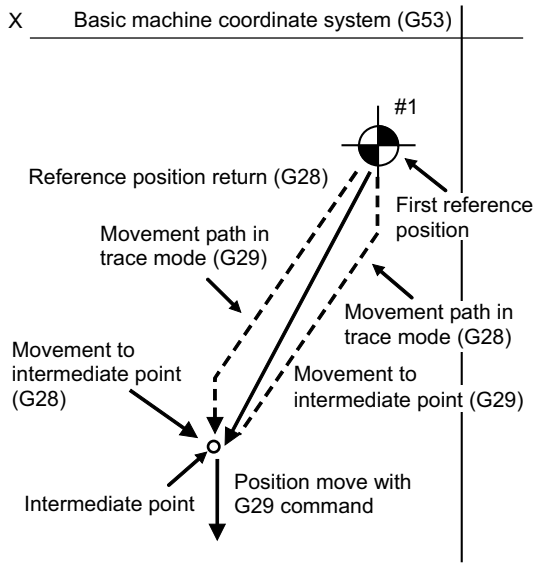 X Basic machine coordinate system (G53)
#1
Reference position return (G28)
First reference
position
Movement path in
trace mode (G29)
Movement path in
trace mode (G28)
Movement to
intermediate point
(G28)
Movement to
intermediate point (G29)
Intermediate point
Position move with
G29 command